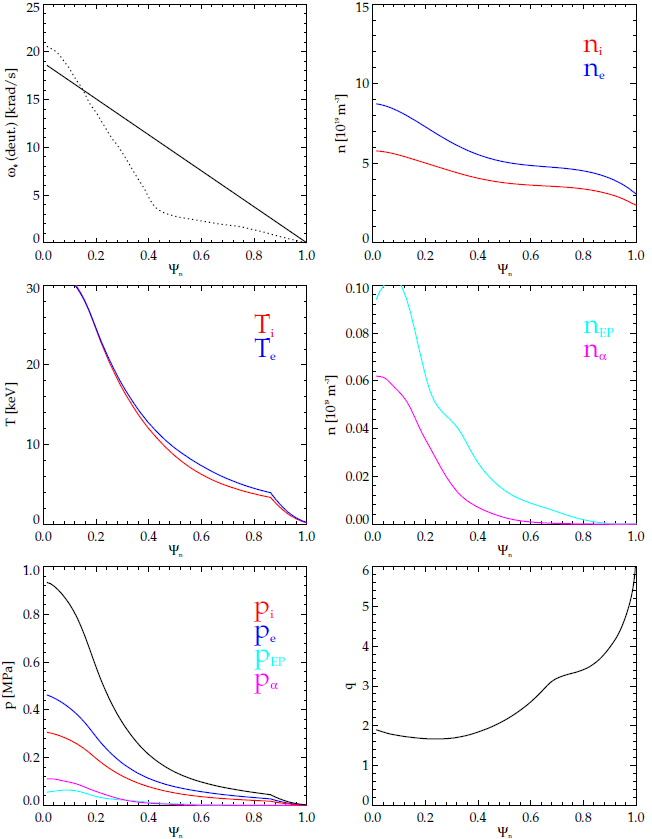 25
20
15
10
5
0
ω (deut.) [krad/s]
0.0 0.2 0.4 0.6 0.8 1.0
Ψn
15
10
5
0
n [10¹⁹ m⁻³]
ni
ne
0.0 0.2 0.4 0.6 0.8 1.0
Ψn
30
20
10
0
T [keV]
Ti
Te
0.0 0.2 0.4 0.6 0.8 1.0
Ψn
0.10
0.08
0.06
0.04
0.02
0.00
n [10¹⁹ m⁻³]
nEP
nα
0.0 0.2 0.4 0.6 0.8 1.0
Ψn
1.0
0.8
0.6
0.4
0.2
0.0
p [MPa]
pi
pe
pEP
pα
0.0 0.2 0.4 0.6 0.8 1.0
Ψn
6
5
4
3
2
1
0
q
0.0 0.2 0.4 0.6 0.8 1.0
Ψn